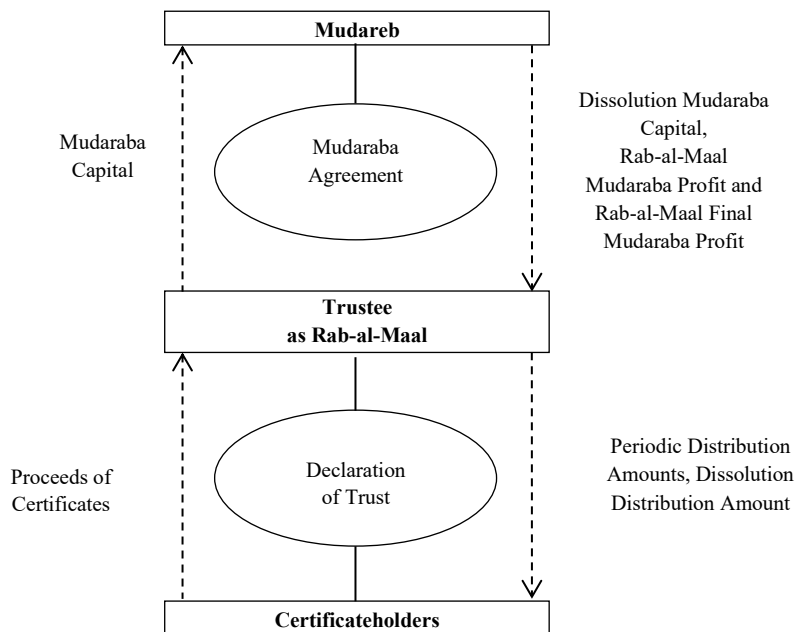 Mudareb
Mudaraba
Capital
Mudaraba
Agreement
Dissolution Mudaraba
Capital,
Rab-al-Maal
Mudaraba Profit and
Rab-al-Maal Final
Mudaraba Profit
Trustee
as Rab-al-Maal
Proceeds of
Certificates
Declaration
of Trust
Periodic Distribution
Amounts, Dissolution
Distribution Amount
Certificateholders